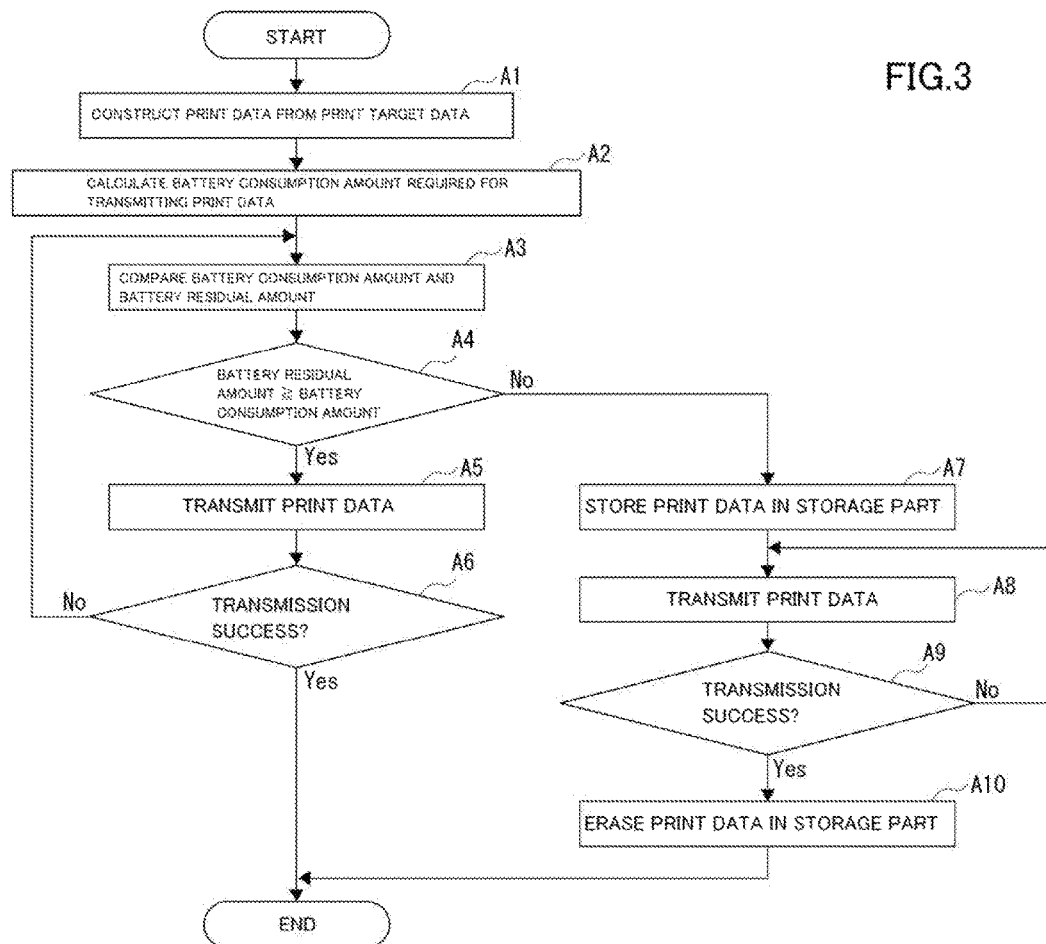 START
FIG.3
A1
CONSTRUCT PRINT DATA FROM PRINT TARGET DATA
A2
CALCULATE BATTERY CONSUMPTION AMOUNT REQUIRED FOR
TRANSMITTING PRINT DATA
A3
COMPARE BATTERY CONSUMPTION AMOUNT AND
BATTERY RESIDUAL AMOUNT
A4
BATTERY RESIDUAL
AMOUNT ≧ BATTERY
CONSUMPTION AMOUNT
No
Yes
A5
TRANSMIT PRINT DATA
A6
TRANSMISSION
SUCCESS?
No
Yes
A7
STORE PRINT DATA IN STORAGE PART
A8
TRANSMIT PRINT DATA
A9
TRANSMISSION
SUCCESS?
No
Yes
A10
ERASE PRINT DATA IN STORAGE PART
END